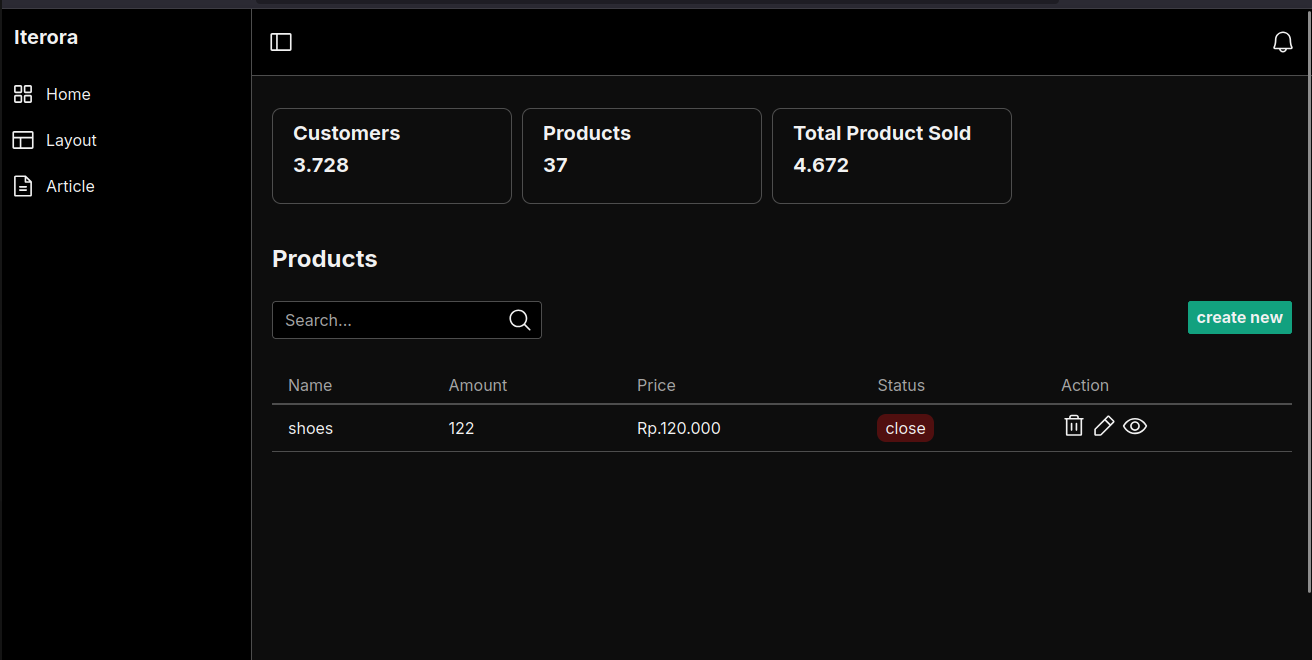 Iterora
Home
Layout
Article
Customers
3.728
Products
37
Total Product Sold
4.672
Products
Search...
create new
Name Amount Price Status Action
shoes 122 Rp.120.000 close